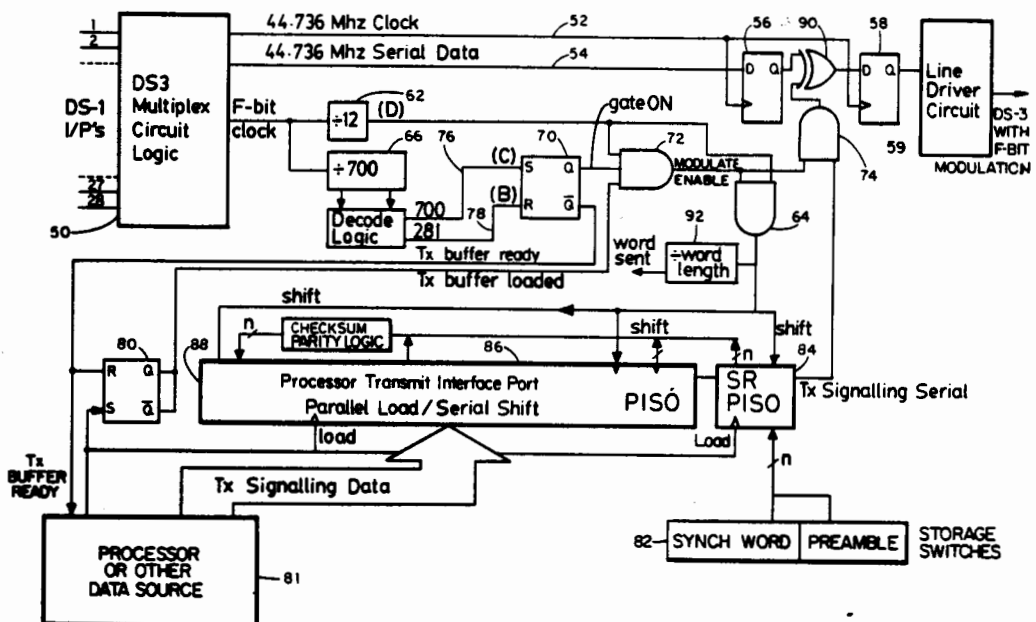 44.736 Mhz Clock
52
56
90
58
1
2
44.736 Mhz Serial Data
54
D Q
D Q
DS3
Multiplex
Circuit
Logic
DS-1
I/P's
F-bit
clock
62
÷12
(D)
gateON
Line
Driver
Circuit
DS-3
WITH
F-BIT
MODULATION
59
66
76
70
72
÷700
(C)
S Q
MODULATE
ENABLE
74
27
28
50
Decode
Logic
700
281
78
(B)
R Q̅
64
92
÷word
length
word
sent
Tx buffer ready
Tx buffer loaded
shift
n
CHECKSUM
PARITY LOGIC
shift
n
shift
80
88
86
84
R Q
S Q̅
Processor Transmit Interface Port
Parallel Load/Serial Shift
PISÓ
SR
PISO
Tx Signalling Serial
load
Load
n
Tx
BUFFER
READY
Tx Signalling Data
PROCESSOR
OR OTHER
DATA SOURCE
81
82
SYNCH WORD
PREAMBLE
STORAGE
SWITCHES